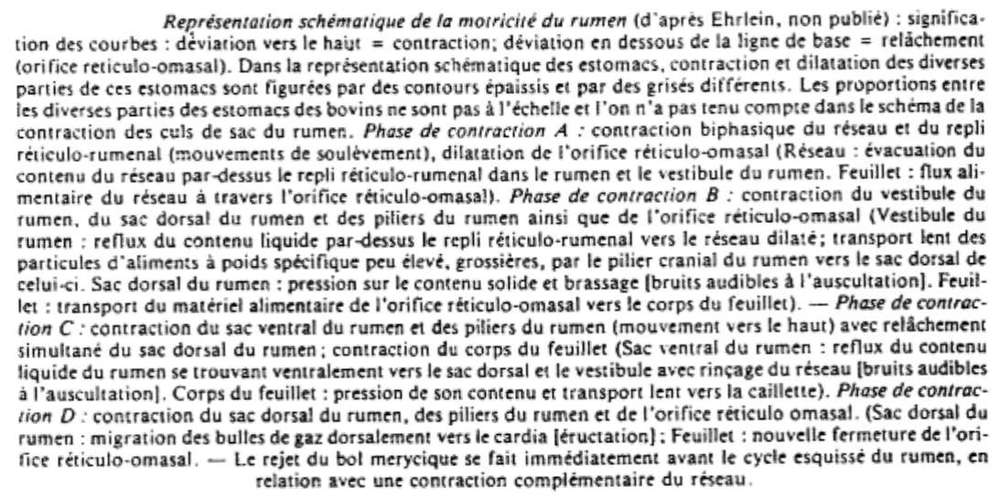 Représentation schématique de la motricité du rumen (d'après Ehrlein, non publié) : significa-
tion des courbes : déviation vers le haut = contraction; déviation en dessous de la ligne de base = relâchement
(orifice reticulo-omasal). Dans la représentation schématique des estomacs, contraction et dilatation des diverses
parties de ces estomacs sont figurées par des contours épaissis et par des grisés différents. Les proportions entre
les diverses parties des estomacs des bovins ne sont pas à l'échelle et l'on n'a pas tenu compte dans le schéma de la
contraction des culs de sac du rumen. Phase de contraction A : contraction biphasique du réseau et du repli
réticulo-rumenal (mouvements de soulèvement), dilatation de l'orifice réticulo-omasal (Réseau : évacuation du
contenu du réseau par-dessus le repli réticulo-rumenal dans le rumen et le vestibule du rumen. Feuillet : flux ali-
mentaire du réseau à travers l'orifice réticulo-omasal). Phase de contraction B : contraction du vestibule du
rumen, du sac dorsal du rumen et des piliers du rumen ainsi que de l'orifice réticulo-omasal (Vestibule du
rumen : reflux du contenu liquide par-dessus le repli réticulo-rumenal vers le réseau dilaté; transport lent des
particules d'aliments à poids spécifique peu élevé, grossières, par le pilier cranial du rumen vers le sac dorsal de
celui-ci. Sac dorsal du rumen : pression sur le contenu solide et brassage [bruits audibles à l'auscultation]. Feuil-
let : transport du matériel alimentaire de l'orifice réticulo-omasal vers le corps du feuillet). — Phase de contrac-
tion C : contraction du sac ventral du rumen et des piliers du rumen (mouvement vers le haut) avec relâchement
simultané du sac dorsal du rumen; contraction du corps du feuillet (Sac ventral du rumen : reflux du contenu
liquide du rumen se trouvant ventralement vers le sac dorsal et le vestibule avec rinçage du réseau [bruits audibles
à l'auscultation]. Corps du feuillet : pression de son contenu et transport lent vers la caillette). Phase de contrac-
tion D : contraction du sac dorsal du rumen, des piliers du rumen et de l'orifice réticulo omasal. (Sac dorsal du
rumen : migration des bulles de gaz dorsalement vers le cardia [éructation]; Feuillet : nouvelle fermeture de l'ori-
fice réticulo-omasal. — Le rejet du bol merycique se fait immédiatement avant le cycle esquissé du rumen, en
relation avec une contraction complémentaire du réseau.